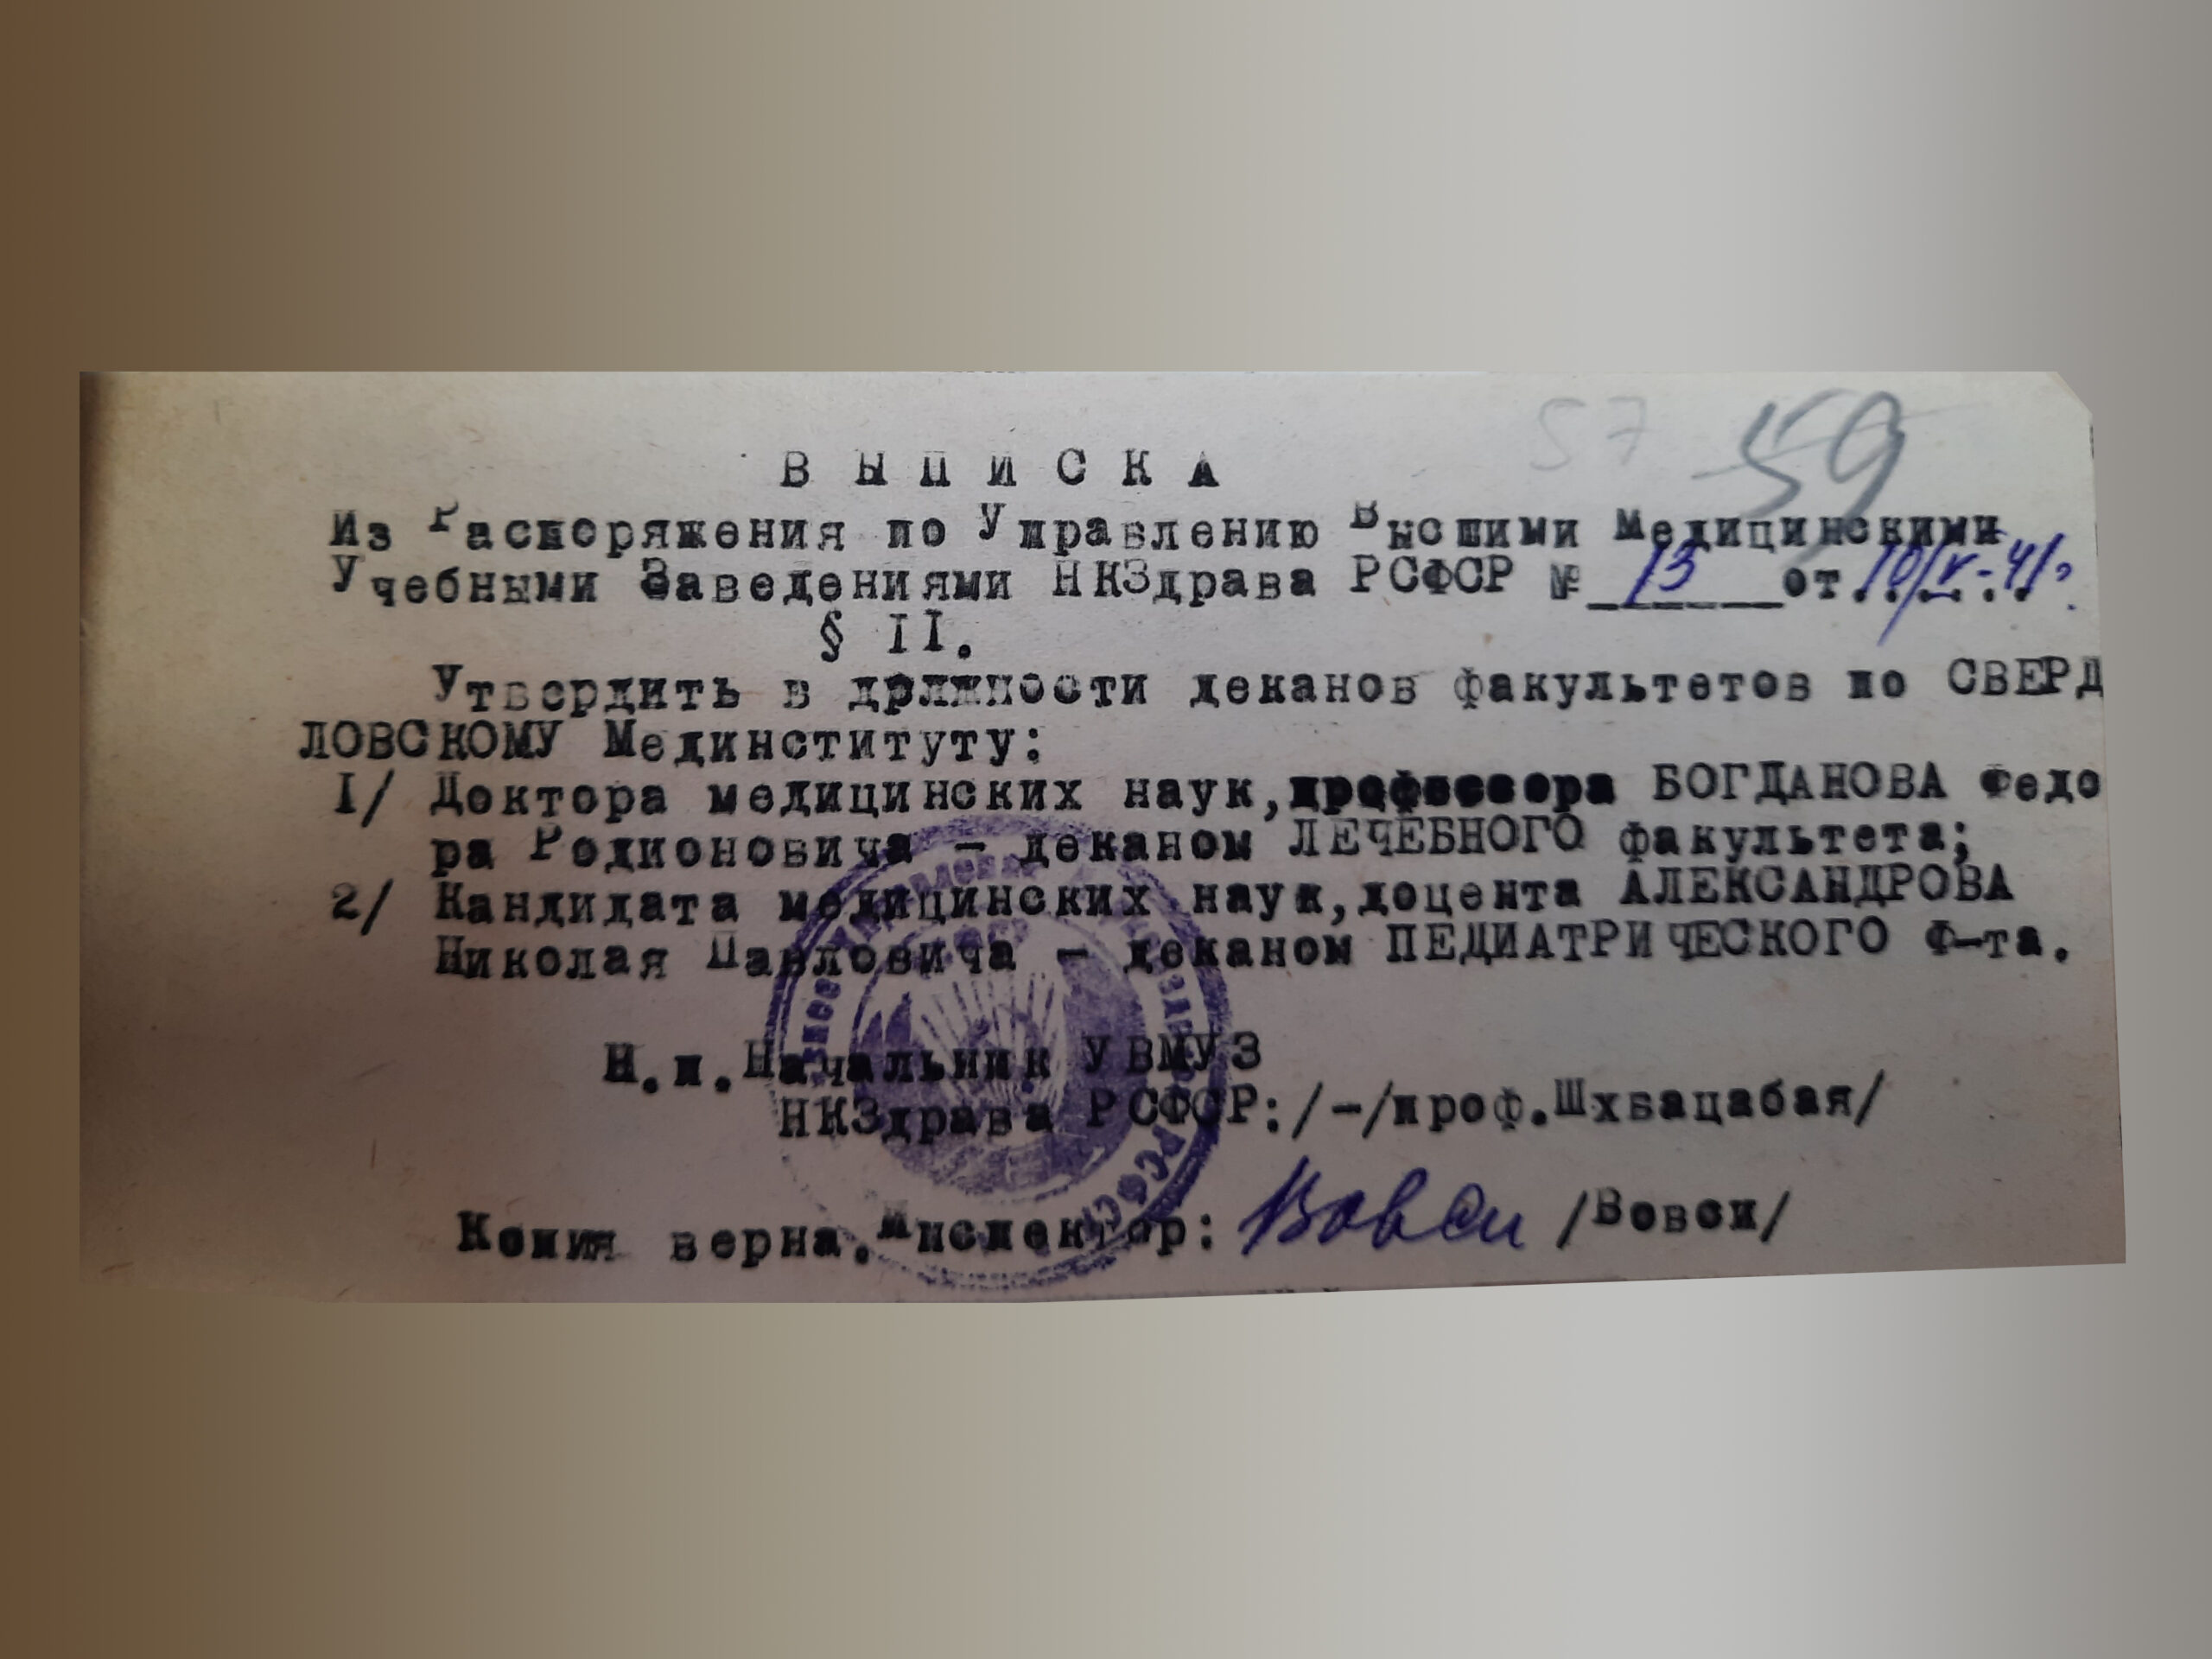 57 59
В Ы П И С К А
Из Распоряжения по Управлению Высшими Медицинскими
Учебными Заведениями НКЗдрава РСФСР № 13 от 10/V-41г.
§ II.
Утвердить в должности деканов факультетов по СВЕРД
ЛОВСКОМУ Мединституту:
1/ Доктора медицинских наук,профессора БОГДАНОВА Федо
ра Родионовича - деканом ЛЕЧЕБНОГО факультета;
2/ Кандидата медицинских наук,доцента АЛЕКСАНДРОВА
Николая Павловича - деканом ПЕДИАТРИЧЕСКОГО Ф-та.
Н.п.Начальник УВМУЗ
НКЗдрава РСФСР:/-/проф.Шхвацабая/
Копия верна.Инспектор: Вовси /Вовси/
РСФСР